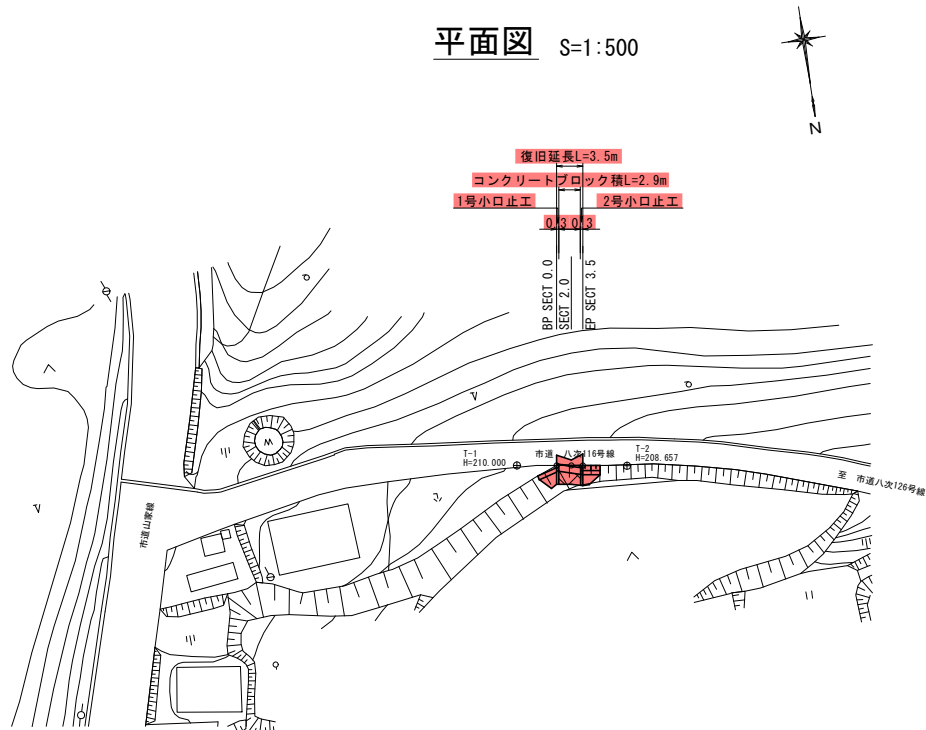 平面図 S=1:500
N
復旧延長L=3.5m
コンクリートブロック積L=2.9m
1号小口止工 2号小口止工
0.3 0.3
BP SECT 0.0
SECT 2.0
EP SECT 3.5
T-1
H=210.000
市道 八次116号線
T-2
H=208.657
至 市道八次126号線
市道山家線
W